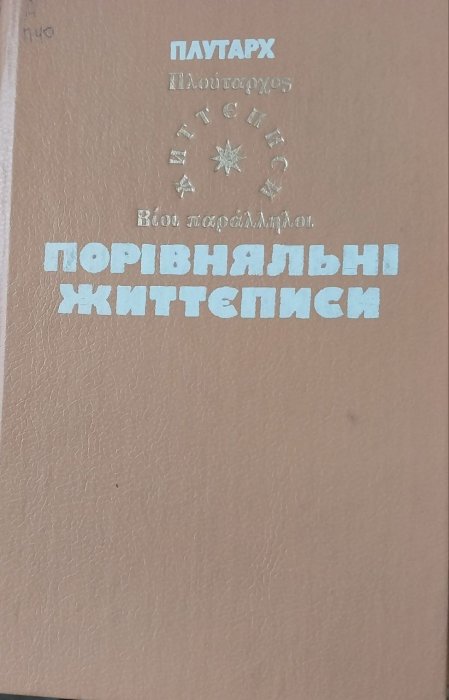 ПЛУТАРХ
Πλούταρχος
ЖИТТЄПИСИ
Βίοι παράλληλοι
ПОРІВНЯЛЬНІ
ЖИТТЄПИСИ